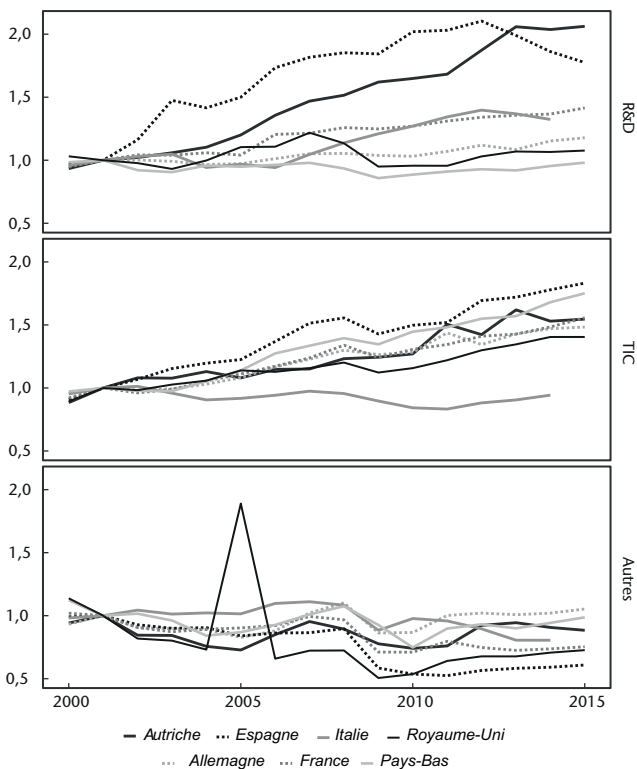 2,0
1,5
1,0
0,5
R&D
2,0
1,5
1,0
0,5
TIC
2,0
1,5
1,0
0,5
Autres
2000 2005 2010 2015
Autriche Espagne Italie Royaume-Uni
Allemagne France Pays-Bas